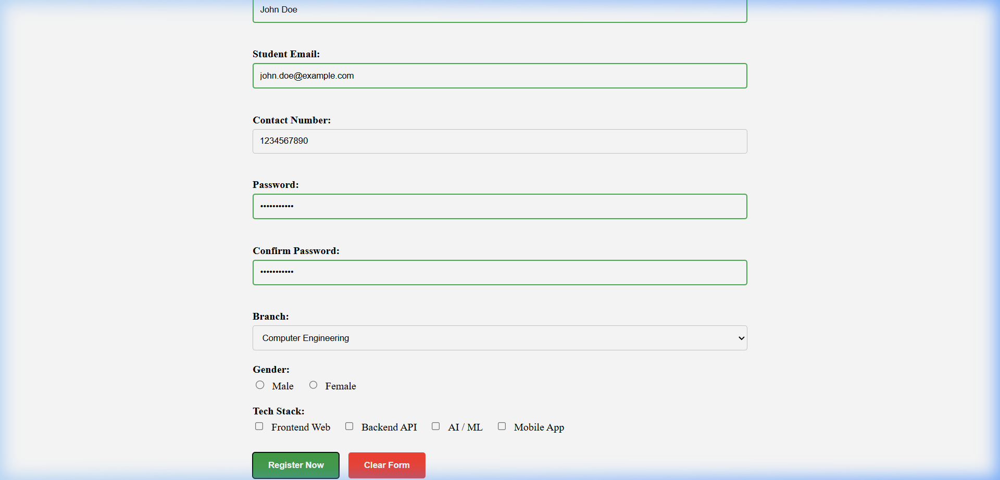 John Doe
Student Email:
john.doe@example.com
Contact Number:
1234567890
Password:
•••••••••••
Confirm Password:
•••••••••••
Branch:
Computer Engineering
Gender:
Male Female
Tech Stack:
Frontend Web Backend API AI / ML Mobile App
Register Now Clear Form